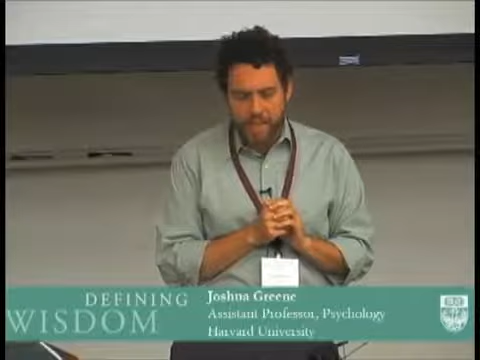 DEFINING
WISDOM
Joshua Greene
Assistant Professor, Psychology
Harvard University